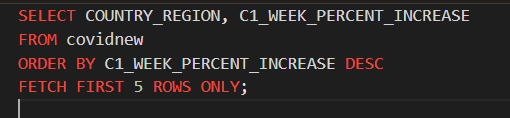 SELECT COUNTRY_REGION, C1_WEEK_PERCENT_INCREASE
FROM covidnew
ORDER BY C1_WEEK_PERCENT_INCREASE DESC
FETCH FIRST 5 ROWS ONLY;